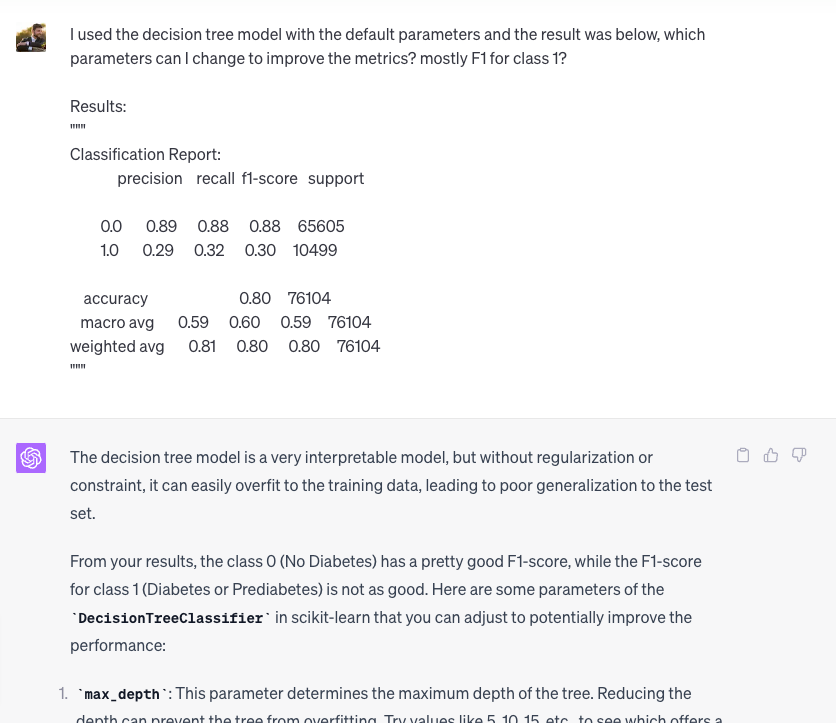 I used the decision tree model with the default parameters and the result was below, which
parameters can I change to improve the metrics? mostly F1 for class 1?
Results:
"""
Classification Report:
precision recall f1-score support
0.0 0.89 0.88 0.88 65605
1.0 0.29 0.32 0.30 10499
accuracy 0.80 76104
macro avg 0.59 0.60 0.59 76104
weighted avg 0.81 0.80 0.80 76104
"""
The decision tree model is a very interpretable model, but without regularization or
constraint, it can easily overfit to the training data, leading to poor generalization to the test
set.
From your results, the class 0 (No Diabetes) has a pretty good F1-score, while the F1-score
for class 1 (Diabetes or Prediabetes) is not as good. Here are some parameters of the
`DecisionTreeClassifier` in scikit-learn that you can adjust to potentially improve the
performance:
1. `max_depth`: This parameter determines the maximum depth of the tree. Reducing the
depth can prevent the tree from overfitting. Try values like 5, 10, 15, etc., to see which offers a